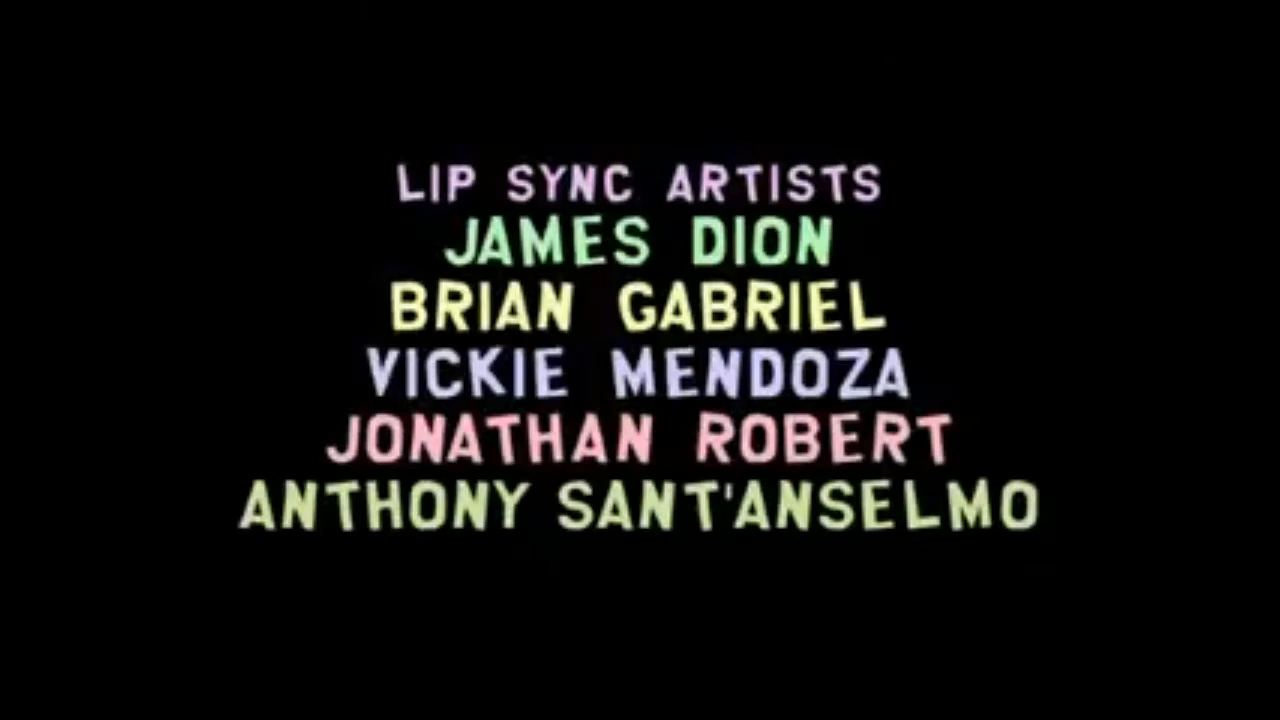 LIP SYNC ARTISTS
JAMES DION
BRIAN GABRIEL
VICKIE MENDOZA
JONATHAN ROBERT
ANTHONY SANT'ANSELMO